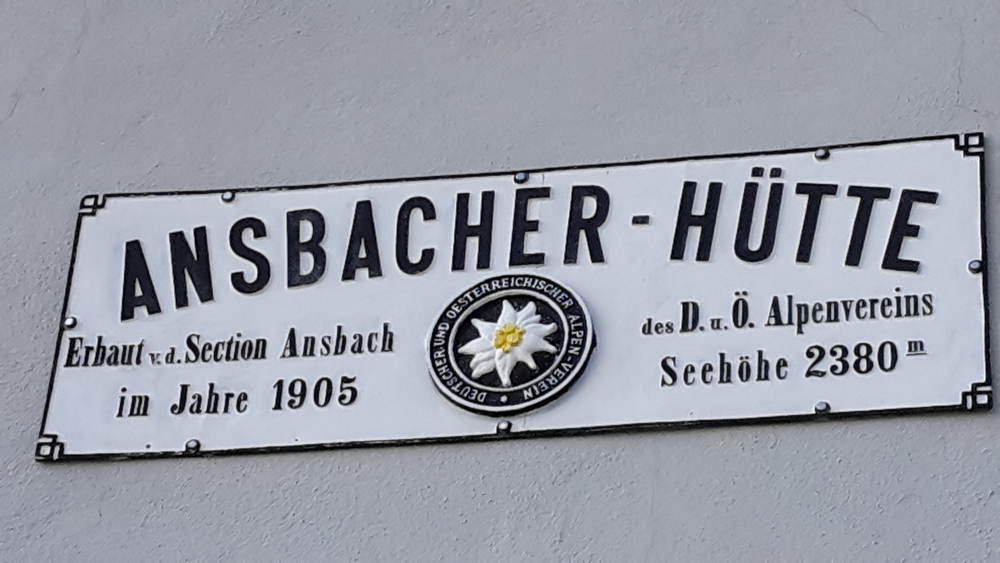 ANSBACHER-HÜTTE
Erbaut v. d. Section Ansbach
im Jahre 1905
DEUTSCHER-UND OESTERREICHISCHER ALPEN-VEREIN
des D. u. Ö. Alpenvereins
Seehöhe 2380 m